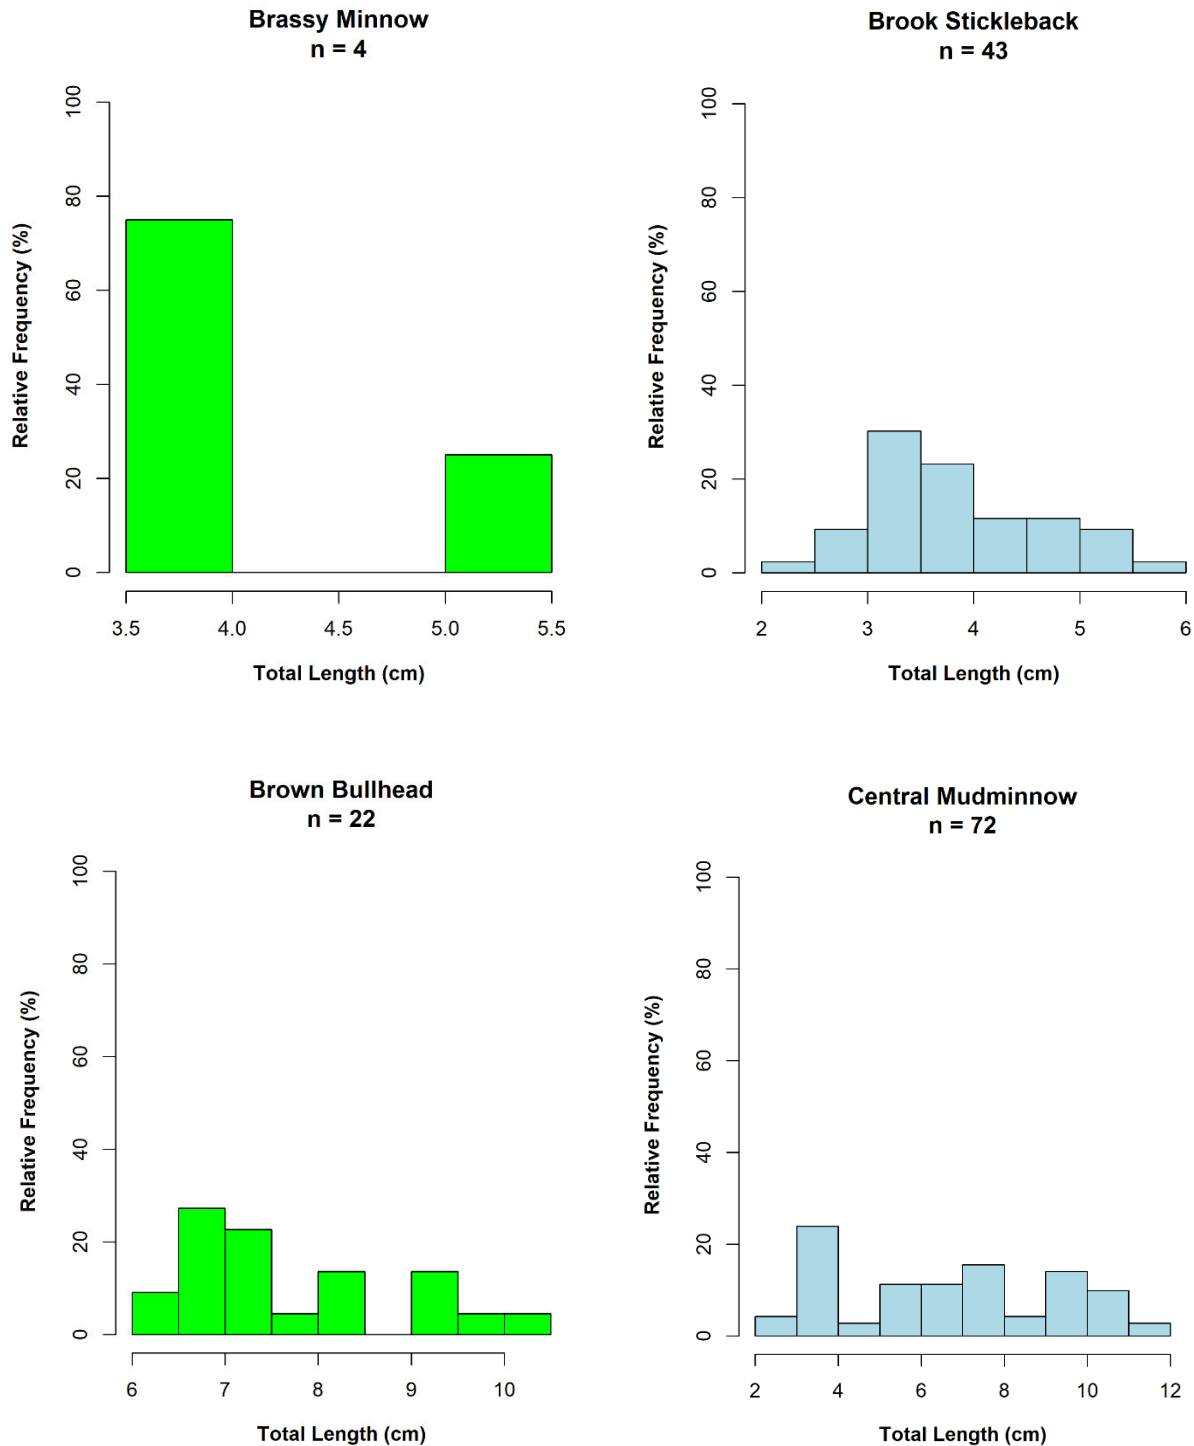 Brassy Minnow
n = 4
Relative Frequency (%)
100
80
60
40
20
0
3.5 4.0 4.5 5.0 5.5
Total Length (cm)
Brook Stickleback
n = 43
Relative Frequency (%)
100
80
60
40
20
0
2 3 4 5 6
Total Length (cm)
Brown Bullhead
n = 22
Relative Frequency (%)
100
80
60
40
20
0
6 7 8 9 10
Total Length (cm)
Central Mudminnow
n = 72
Relative Frequency (%)
100
80
60
40
20
0
2 4 6 8 10 12
Total Length (cm)